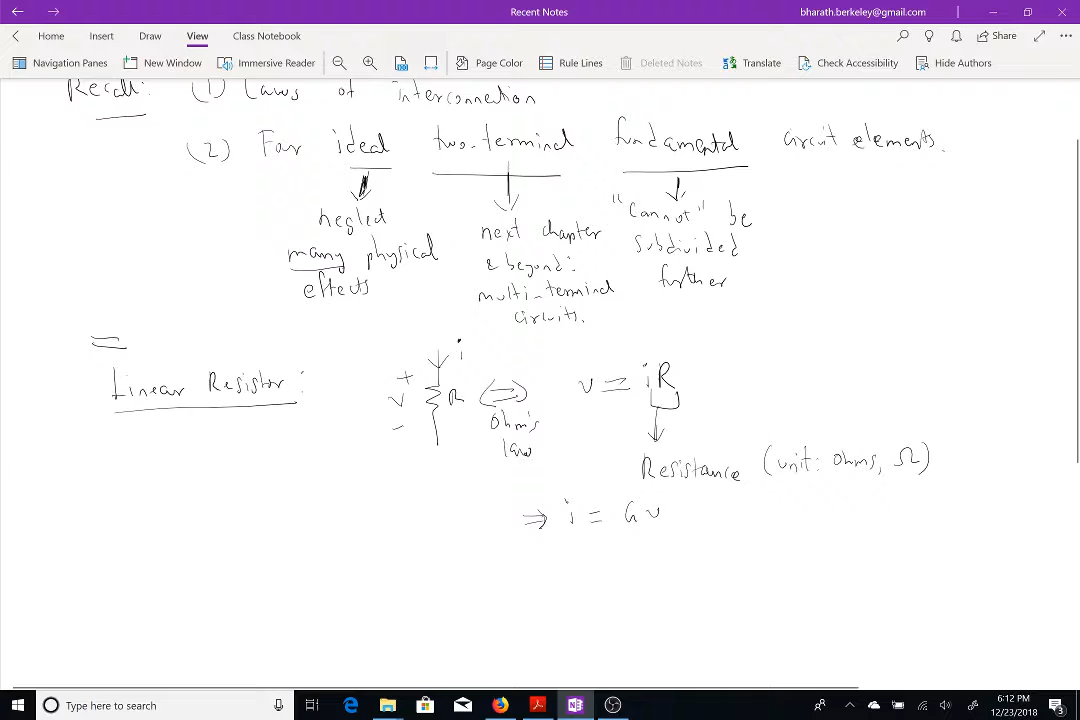 Recent Notes
bharath.berkeley@gmail.com
Home Insert Draw View Class Notebook
Share
Navigation Panes New Window Immersive Reader Page Color Rule Lines Deleted Notes Translate Check Accessibility Hide Authors
Recall: (1) Laws of Interconnection
(2) For ideal two-terminal fundamental circuit elements.
neglect
many physical
effects
next chapter
& beyond:
multi-terminal
circuits.
"Cannot" be
subdivided
further
Linear Resistor:
+
v
-
i
R
Ohm's
law
v = iR
Resistance (unit: Ohms, Ω)
⇒ i = Gv
Type here to search
6:12 PM
12/23/2018
3